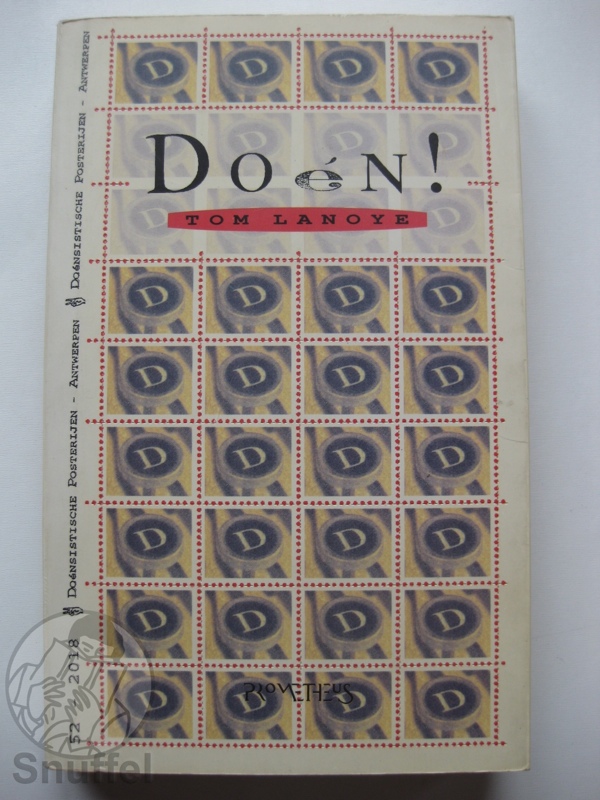 DOéN!
TOM LANOYE
52 / 2018 DOéNSISTISCHE POSTERIJEN - ANTWERPEN DOéNSISTISCHE POSTERIJEN - ANTWERPEN
D D D D
D D D D
D D D D
D D D D
D D D D
D D D D
D D D D
D D D D
D D D D
PROMETHEUS
Snuffel